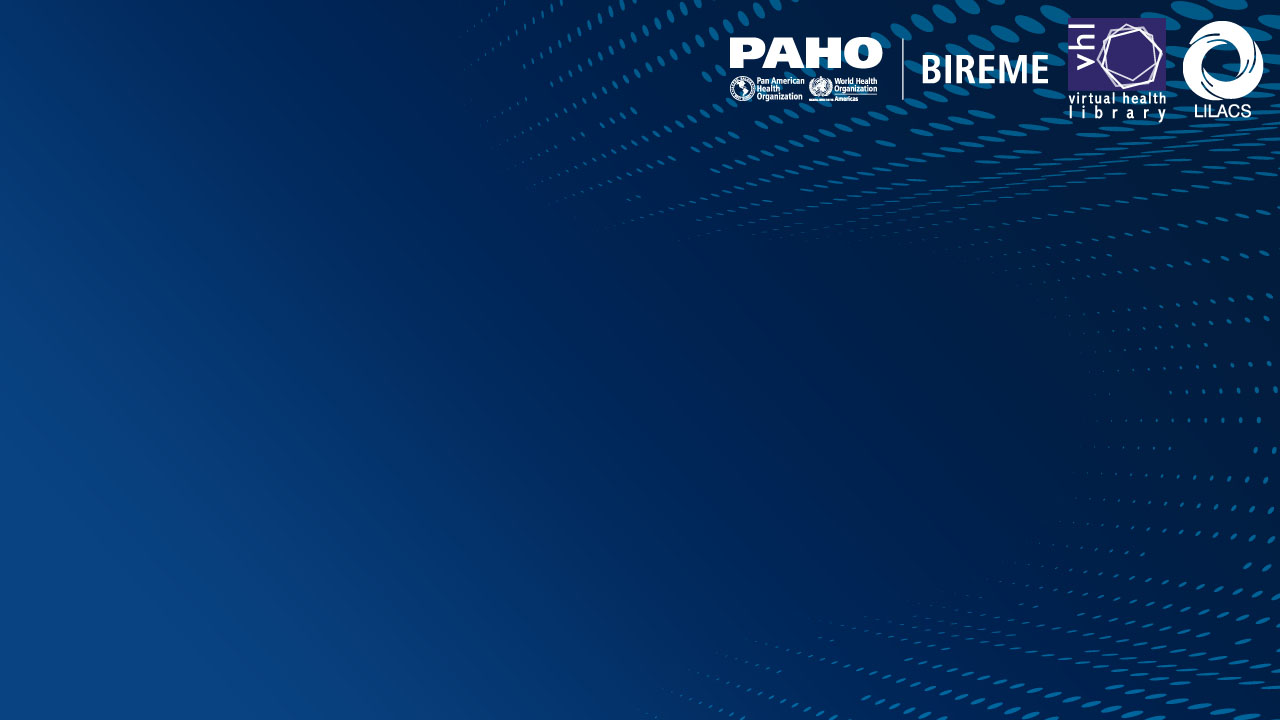 PAHO
Pan American
Health
Organization
World Health
Organization
Americas
BIREME
vhl
virtual health
library
LILACS